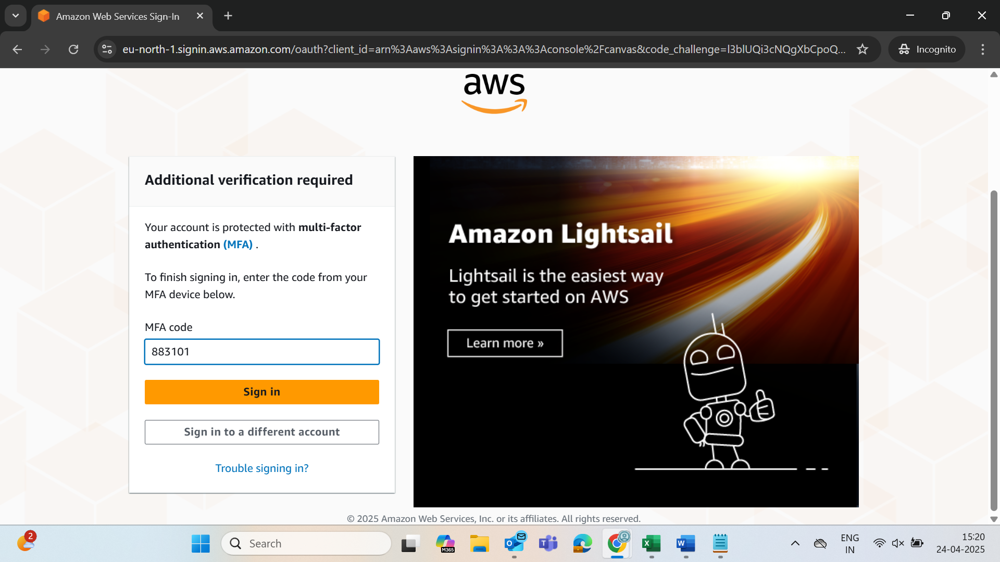 Amazon Web Services Sign-In
eu-north-1.signin.aws.amazon.com/oauth?client_id=arn%3Aaws%3Asignin%3A%3A%3Aconsole%2Fcanvas&code_challenge=l3blUQi3cNQgXbCpoQ...
Incognito
aws
Additional verification required
Your account is protected with multi-factor
authentication (MFA) .
To finish signing in, enter the code from your
MFA device below.
MFA code
883101
Sign in
Sign in to a different account
Trouble signing in?
Amazon Lightsail
Lightsail is the easiest way
to get started on AWS
Learn more »
© 2025 Amazon Web Services, Inc. or its affiliates. All rights reserved.
2
Search
M365
ENG
IN
15:20
24-04-2025